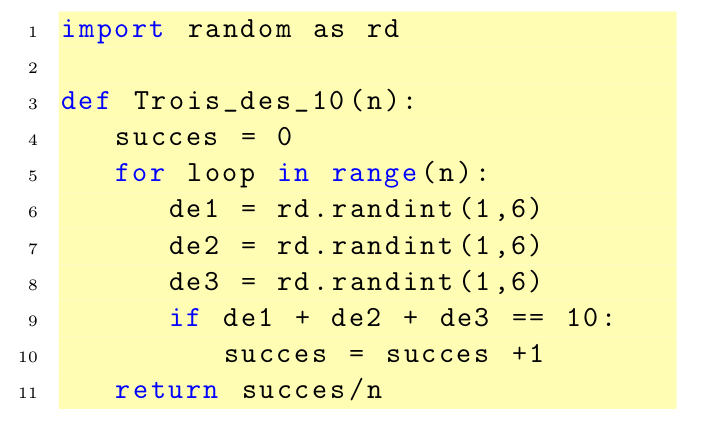 1 import random as rd
2
3 def Trois_des_10(n):
4     succes = 0
5     for loop in range(n):
6         de1 = rd.randint(1,6)
7         de2 = rd.randint(1,6)
8         de3 = rd.randint(1,6)
9         if de1 + de2 + de3 == 10:
10             succes = succes +1
11     return succes/n